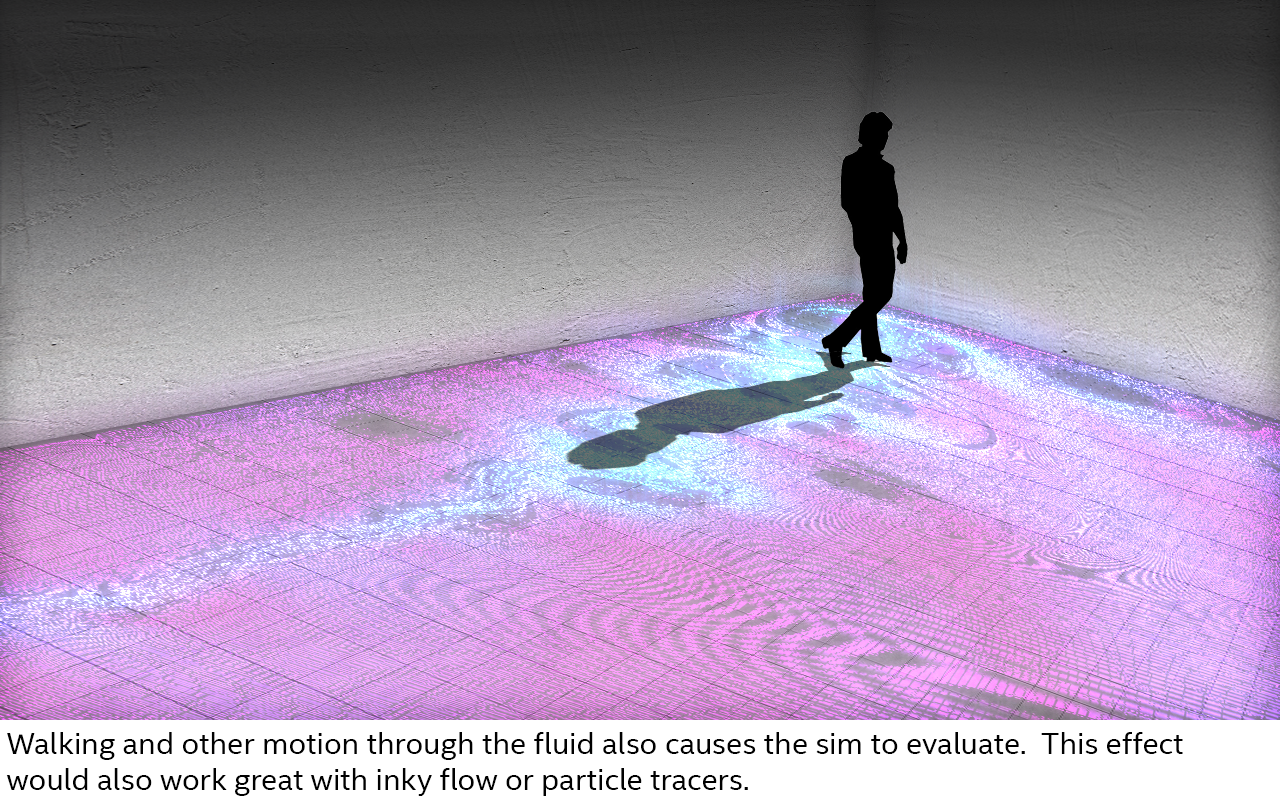 Walking and other motion through the fluid also causes the sim to evaluate.  This effect
would also work great with inky flow or particle tracers.